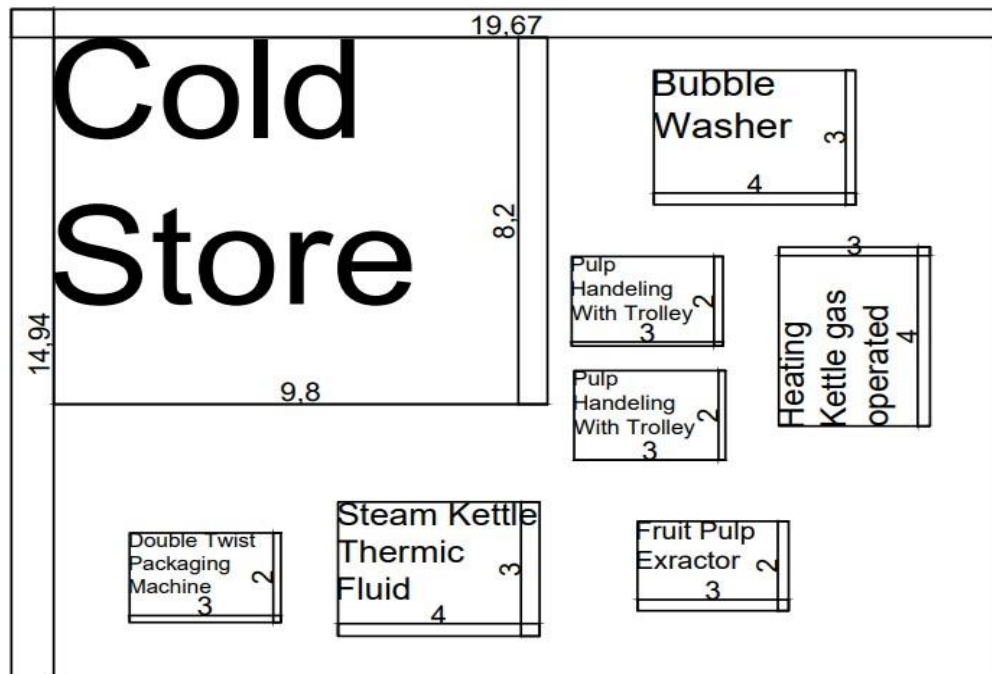 19,67
Cold
Store
8,2
9,8
14,94
Bubble
Washer
3
4
Pulp
Handeling
With Trolley
2
3
3
Heating
Kettle gas
operated
4
Pulp
Handeling
With Trolley
2
3
Double Twist
Packaging
Machine
2
3
Steam Kettle
Thermic
Fluid
3
4
Fruit Pulp
Exractor
2
3